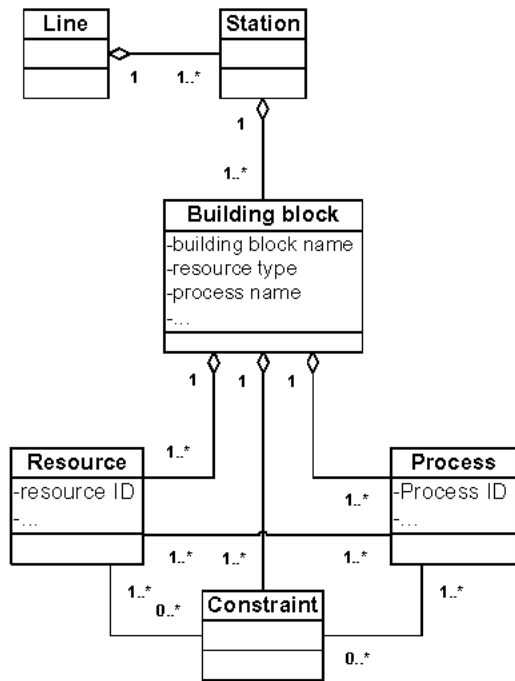 Line
Station
1
1..*
1
1..*
Building block
-building block name
-resource type
-process name
-...
1
1
1
1..*
Resource
-resource ID
-...
Process
-Process ID
-...
1..*
1..*
1..*
1..*
1..*
0..*
Constraint
1..*
0..*